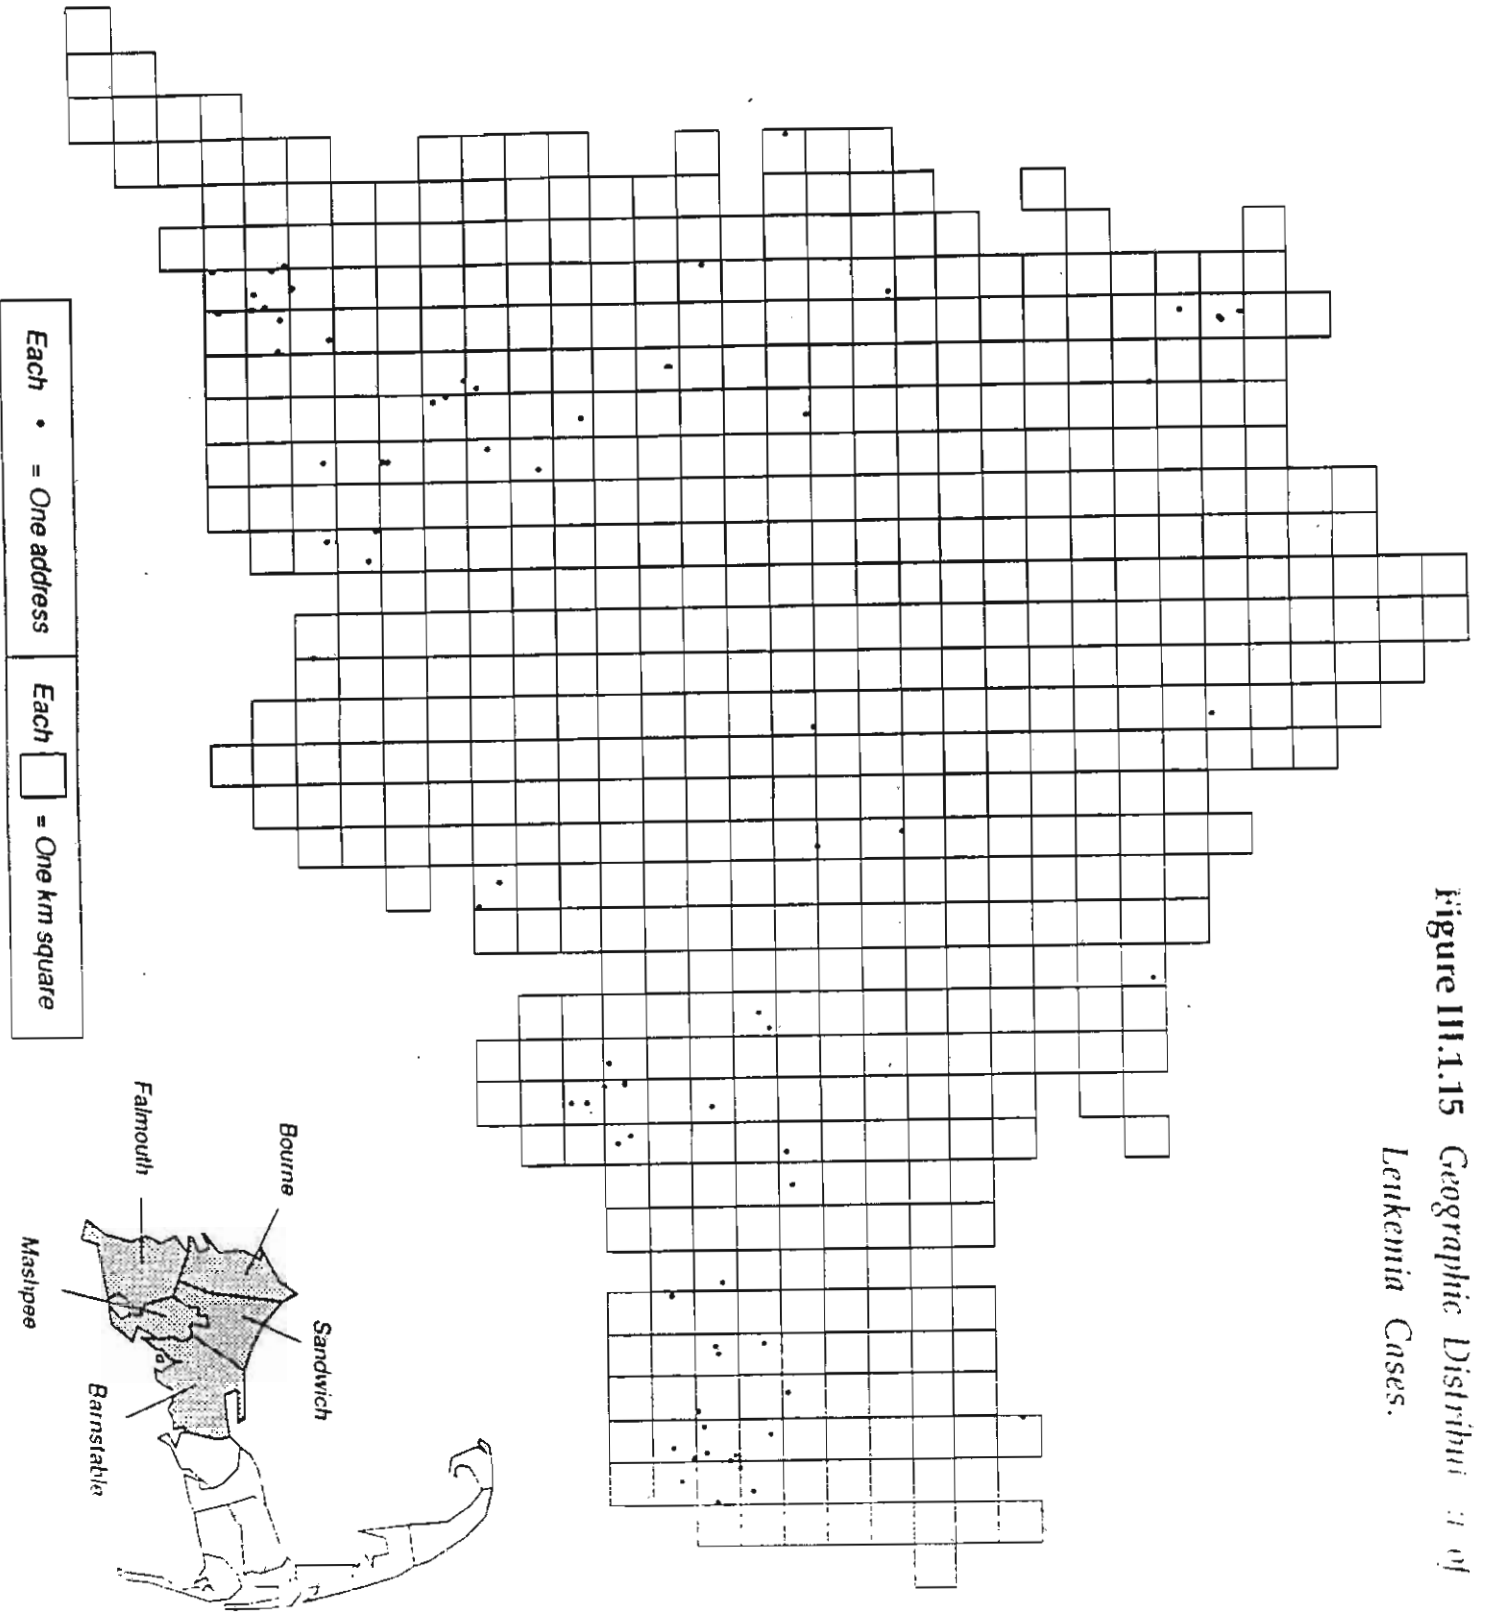 Figure III.1.15 Geographic of
Leukemia Cases.
Bourne
Sandwich
Falmouth
Mashpee
Barnstable
Each • = One address
Each □ = One km square